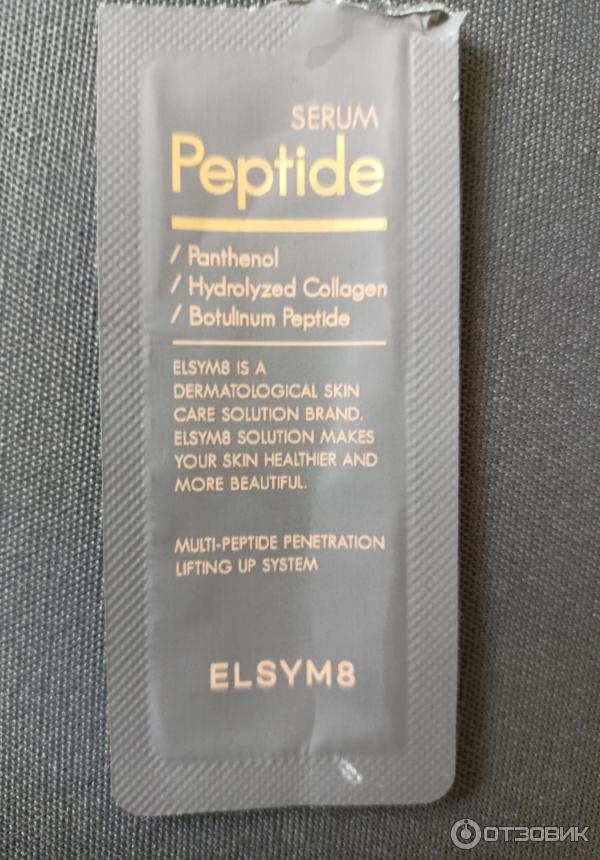 SERUM
Peptide
/ Panthenol
/ Hydrolyzed Collagen
/ Botulinum Peptide
ELSYM8 IS A
DERMATOLOGICAL SKIN
CARE SOLUTION BRAND.
ELSYM8 SOLUTION MAKES
YOUR SKIN HEALTHIER AND
MORE BEAUTIFUL.
MULTI-PEPTIDE PENETRATION
LIFTING UP SYSTEM
ELSYM8
ОТЗОВИК